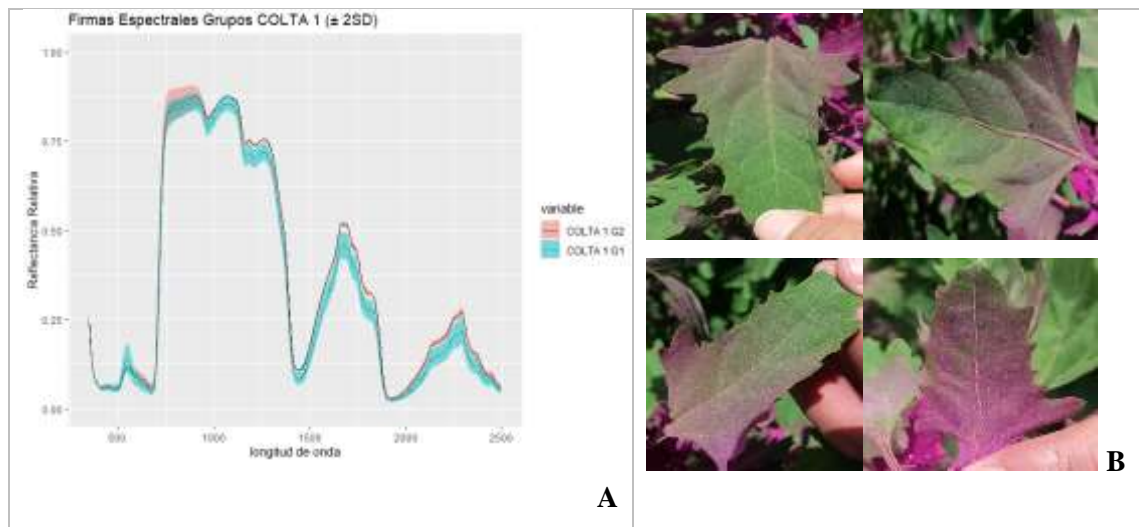 Firmas Espectrales Grupos COLTA 1 (± 2SD)
1.00
0.75
0.50
0.25
0.00
Reflectancia Relativa
500
1000
1500
2000
2500
longitud de onda
variable
COLTA 1 G2
COLTA 1 G1
A
B